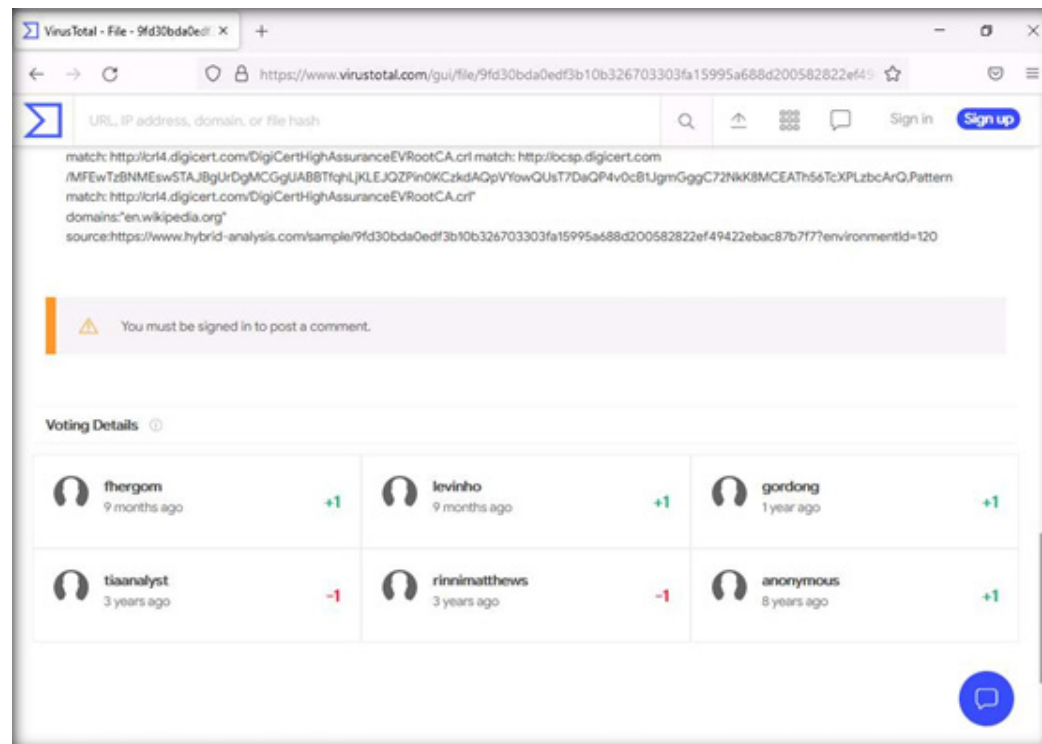 VirusTotal - File - 9fd30bda0edf
https://www.virustotal.com/gui/file/9fd30bda0edf3b10b326703303fa15995a688d200582822ef49
URL, IP address, domain, or file hash
Sign in
Sign up
match: http://crl4.digicert.com/DigiCertHighAssuranceEVRootCA.crl match: http://ocsp.digicert.com
/MFEwTzBNMEswSTAJBgUrDgMCGgUABBTfqhLjKLEJQZPin0KCzkdAQpVYowQUsT7DaQP4v0cB1JgmGggC72NkK8MCEATh56TcXPLzbcArQ,Pattern
match: http://crl4.digicert.com/DigiCertHighAssuranceEVRootCA.crl"
domains:"en.wikipedia.org"
source:https://www.hybrid-analysis.com/sample/9fd30bda0edf3b10b326703303fa15995a688d200582822ef49422ebac87b7f7?environmentId=120
You must be signed in to post a comment.
Voting Details
fhergom
9 months ago
+1
levinho
9 months ago
+1
gordong
1 year ago
+1
tiaanalyst
3 years ago
-1
rinnimatthews
3 years ago
-1
anonymous
8 years ago
+1